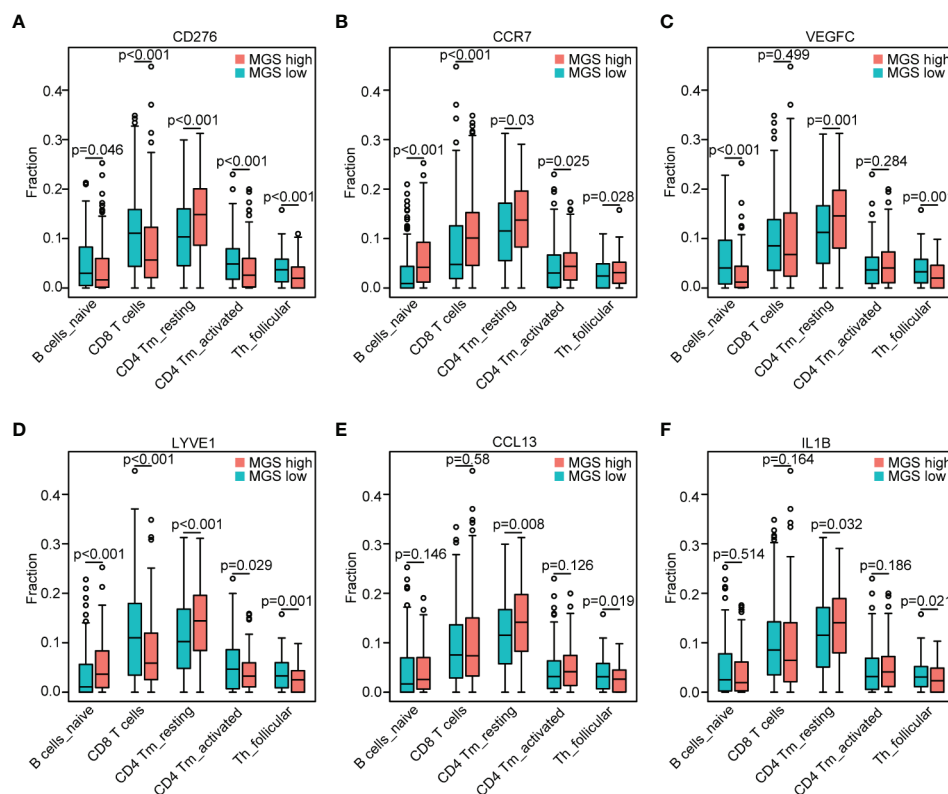 A
CD276
p<0.001
MGS high
MGS low
p<0.001
p=0.046
p<0.001
p<0.001
Fraction
0.4
0.3
0.2
0.1
0.0
B cells_naive
CD8 T cells
CD4 Tm_resting
CD4 Tm_activated
Th_follicular
B
CCR7
p<0.001
MGS high
MGS low
p=0.03
p<0.001
p=0.025
p=0.028
Fraction
0.4
0.3
0.2
0.1
0.0
B cells_naive
CD8 T cells
CD4 Tm_resting
CD4 Tm_activated
Th_follicular
C
VEGFC
p=0.499
MGS high
MGS low
p=0.001
p<0.001
p=0.284
p=0.00
Fraction
0.4
0.3
0.2
0.1
0.0
B cells_naive
CD8 T cells
CD4 Tm_resting
CD4 Tm_activated
Th_follicular
D
LYVE1
p<0.001
MGS high
MGS low
p<0.001
p<0.001
p=0.029
p=0.001
Fraction
0.4
0.3
0.2
0.1
0.0
B cells_naive
CD8 T cells
CD4 Tm_resting
CD4 Tm_activated
Th_follicular
E
CCL13
p=0.58
MGS high
MGS low
p=0.008
p=0.146
p=0.126
p=0.019
Fraction
0.4
0.3
0.2
0.1
0.0
B cells_naive
CD8 T cells
CD4 Tm_resting
CD4 Tm_activated
Th_follicular
F
IL1B
p=0.164
MGS high
MGS low
p=0.032
p=0.514
p=0.186
p=0.021
Fraction
0.4
0.3
0.2
0.1
0.0
B cells_naive
CD8 T cells
CD4 Tm_resting
CD4 Tm_activated
Th_follicular